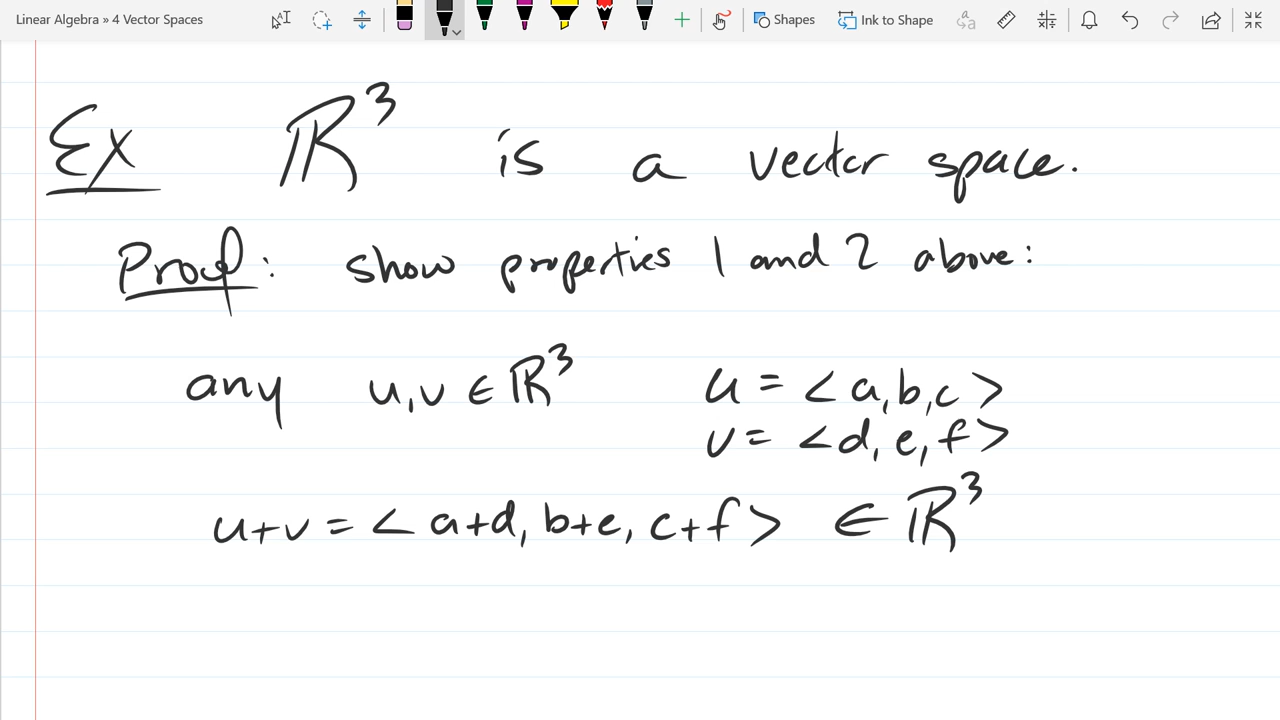 Linear Algebra » 4 Vector Spaces
Shapes
Ink to Shape
Ex ℝ³ is a vector space.
Proof: show properties 1 and 2 above:
any u,v ∈ ℝ³ u = <a,b,c>
v = <d,e,f>
u+v = <a+d, b+e, c+f> ∈ ℝ³